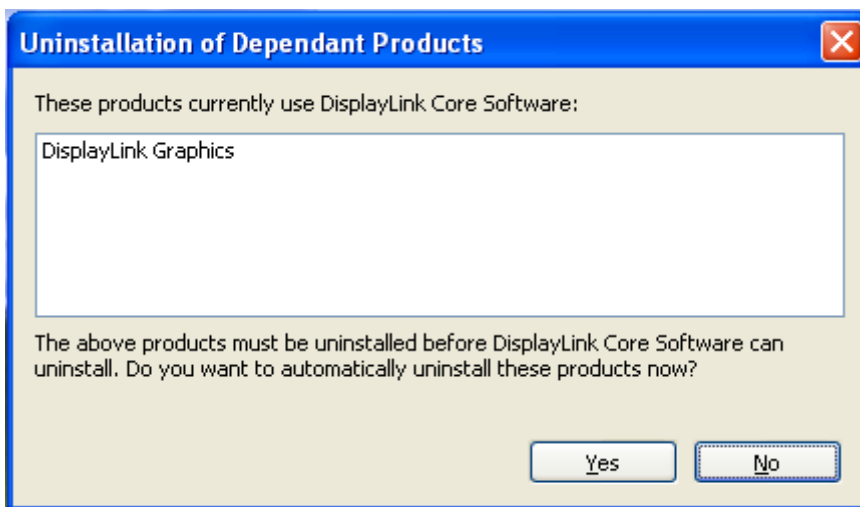 Uninstallation of Dependant Products
These products currently use DisplayLink Core Software:
DisplayLink Graphics
The above products must be uninstalled before DisplayLink Core Software can
uninstall. Do you want to automatically uninstall these products now?
Yes
No